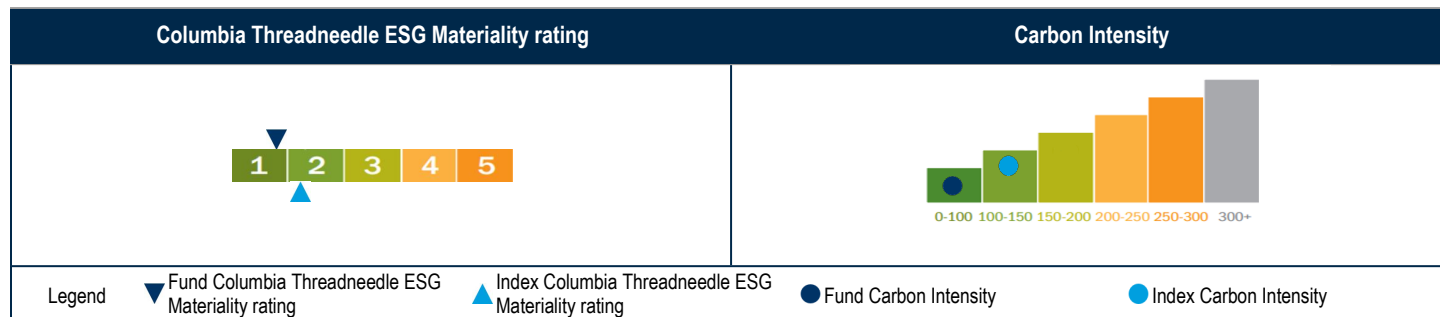 Columbia Threadneedle ESG Materiality rating
Carbon Intensity
1 2 3 4 5
0-100 100-150 150-200 200-250 250-300 300+
Legend
Fund Columbia Threadneedle ESG
Materiality rating
Index Columbia Threadneedle ESG
Materiality rating
Fund Carbon Intensity
Index Carbon Intensity